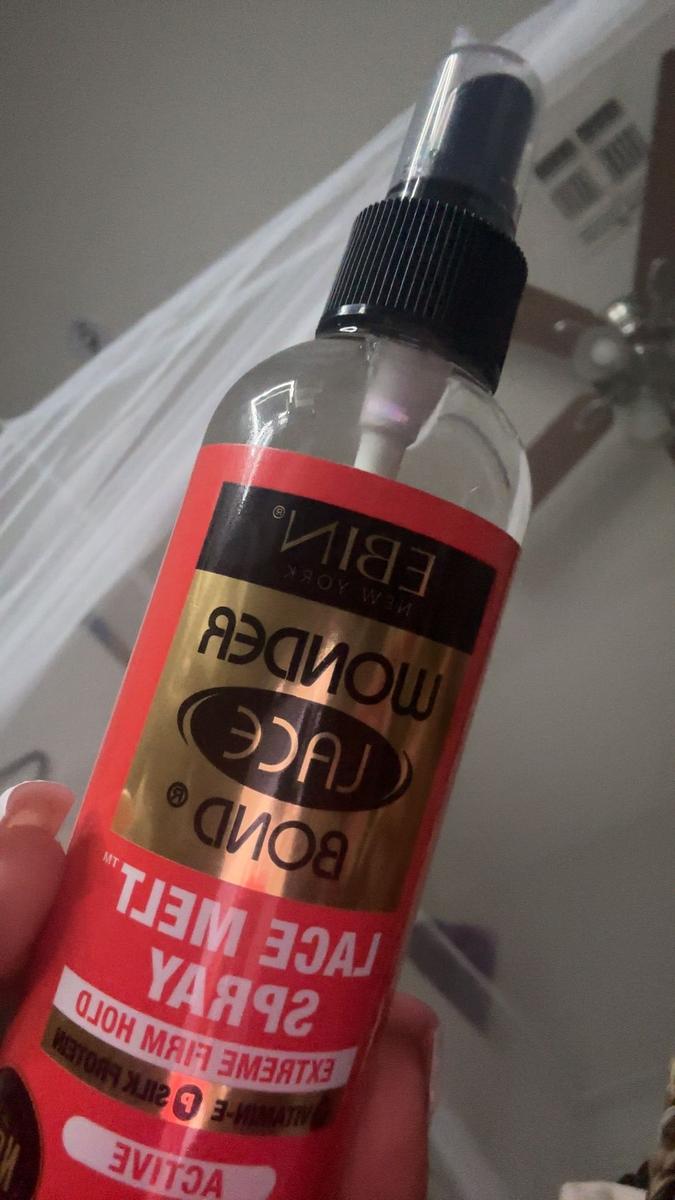 EBIN®
NEW YORK
WONDER
LACE
BOND®
LACE MELT™
SPRAY
EXTREME FIRM HOLD
VITAMIN-E P SILK PROTEIN
ACTIVE